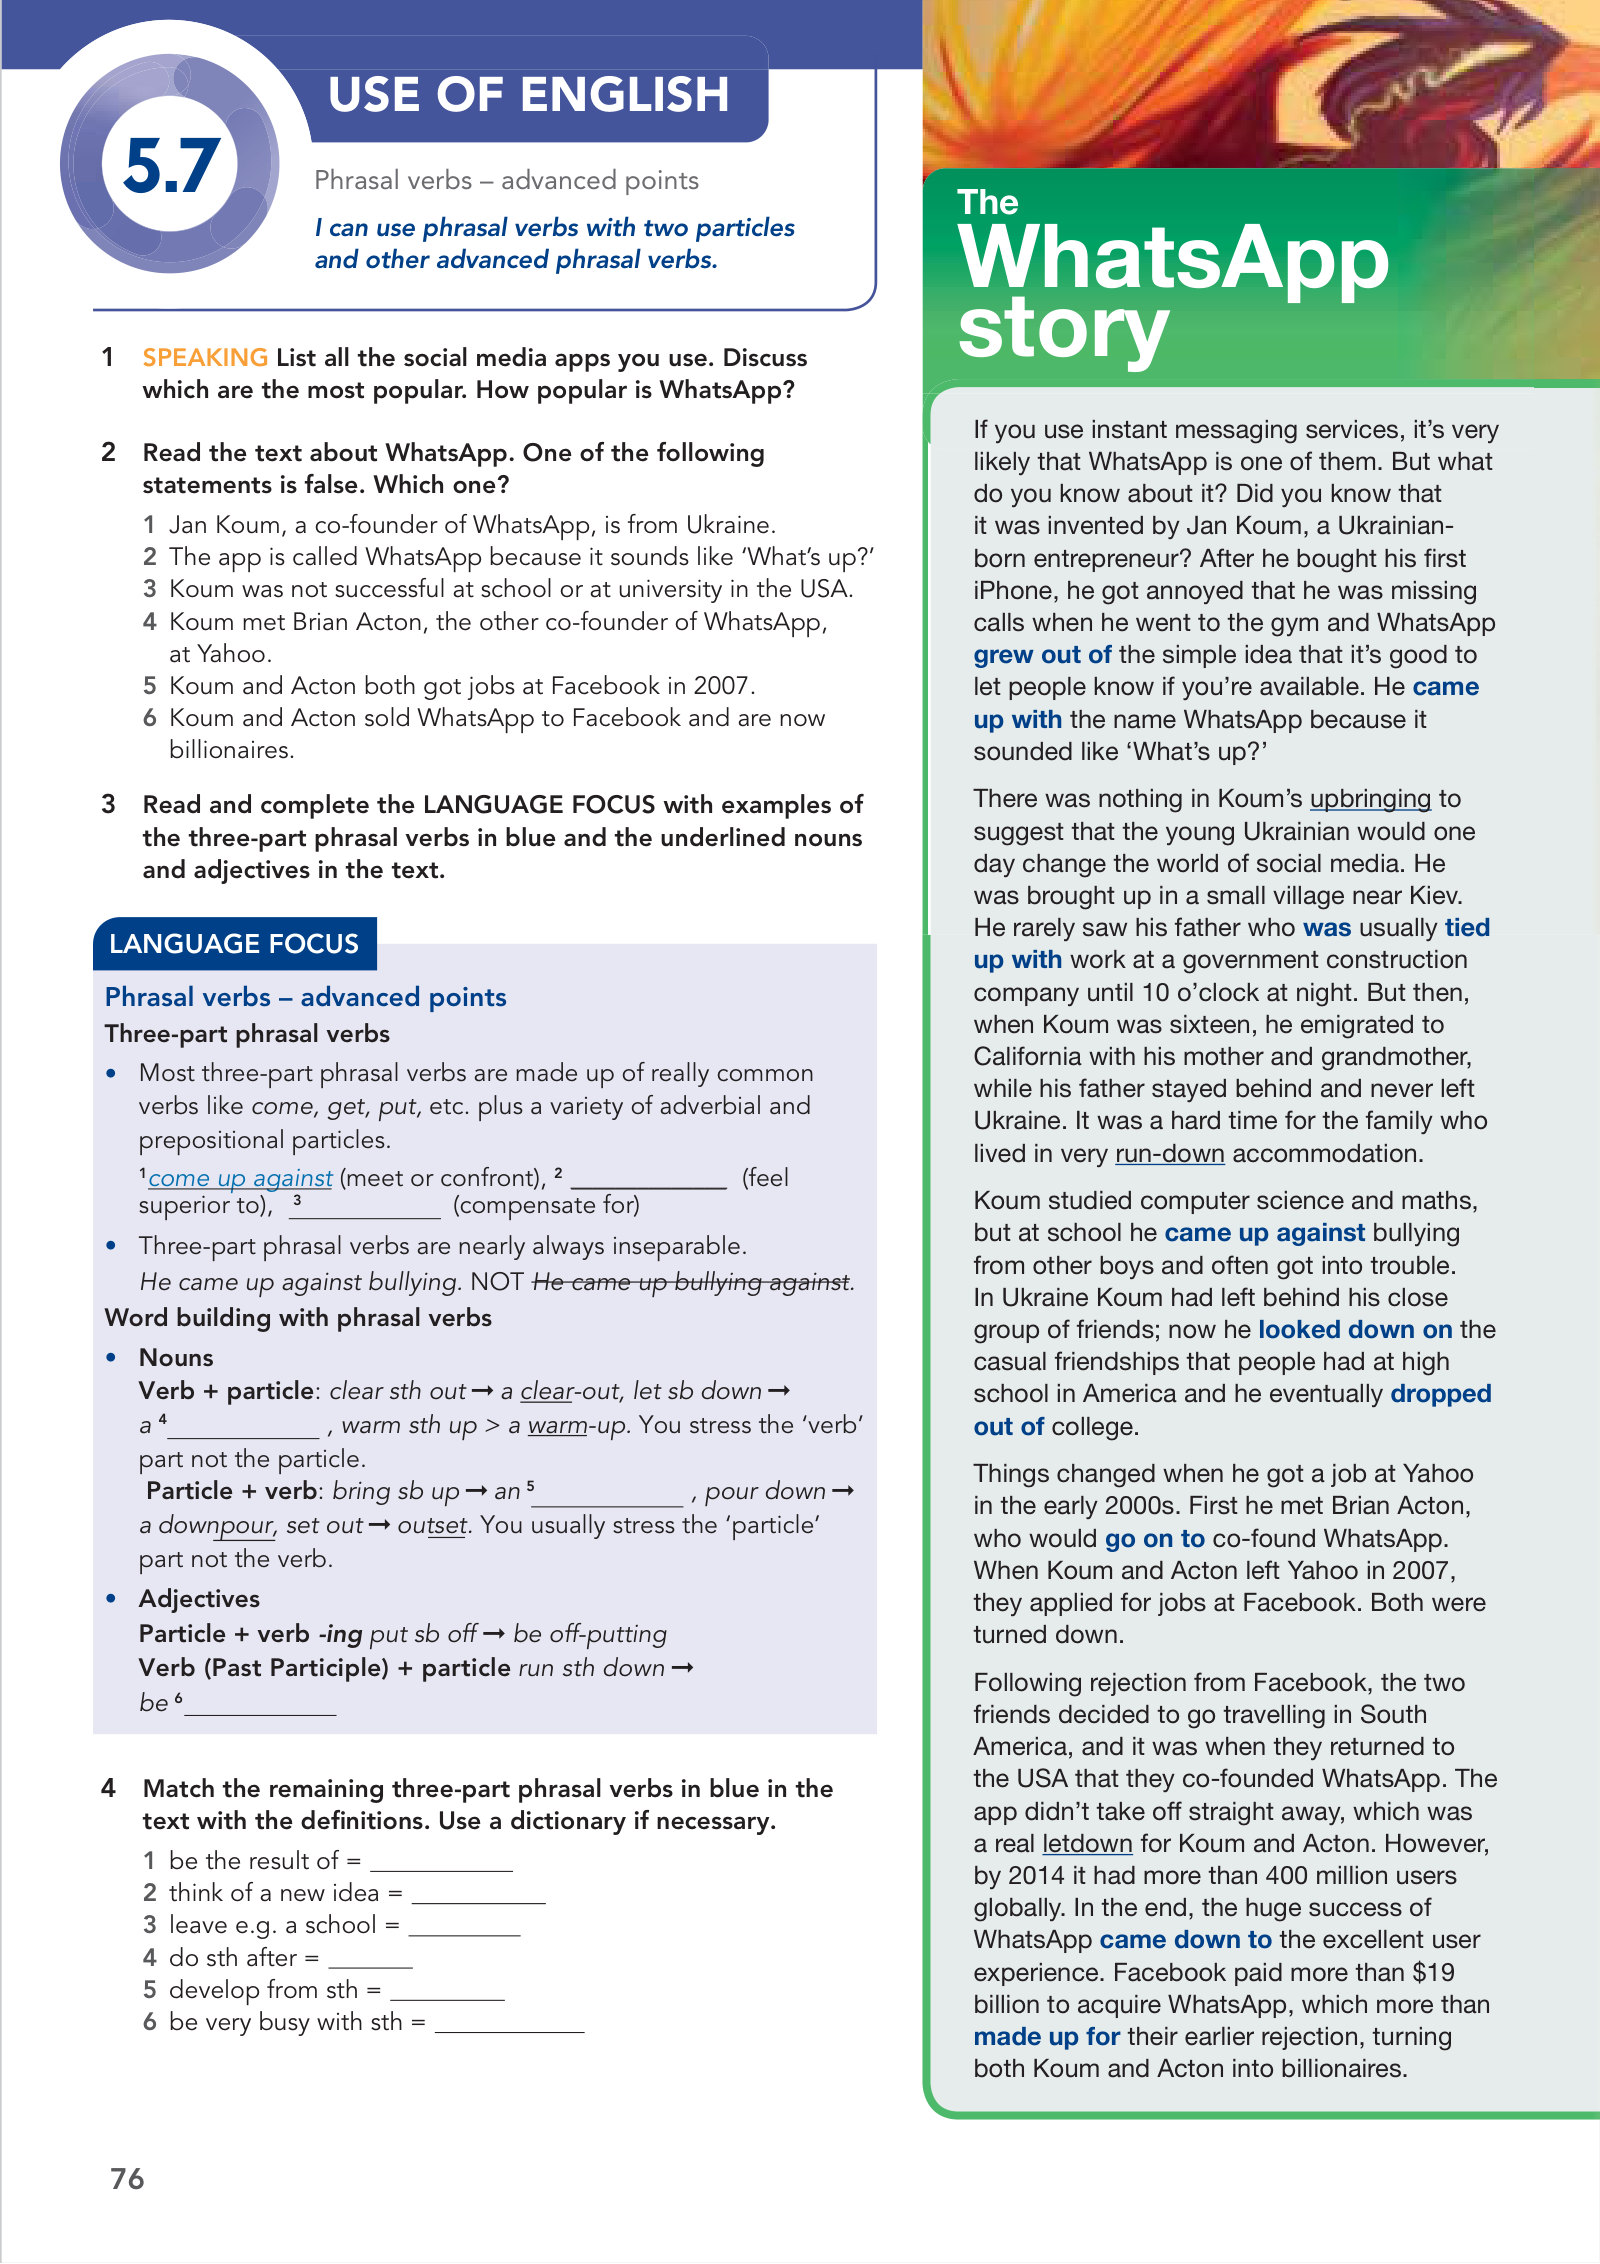 USE OF ENGLISH
5.7
Phrasal verbs – advanced points
I can use phrasal verbs with two particles
and other advanced phrasal verbs.
1 SPEAKING List all the social media apps you use. Discuss
which are the most popular. How popular is WhatsApp?
2 Read the text about WhatsApp. One of the following
statements is false. Which one?
1 Jan Koum, a co-founder of WhatsApp, is from Ukraine.
2 The app is called WhatsApp because it sounds like ‘What’s up?’
3 Koum was not successful at school or at university in the USA.
4 Koum met Brian Acton, the other co-founder of WhatsApp,
at Yahoo.
5 Koum and Acton both got jobs at Facebook in 2007.
6 Koum and Acton sold WhatsApp to Facebook and are now
billionaires.
3 Read and complete the LANGUAGE FOCUS with examples of
the three-part phrasal verbs in blue and the underlined nouns
and adjectives in the text.
LANGUAGE FOCUS
Phrasal verbs – advanced points
Three-part phrasal verbs
• Most three-part phrasal verbs are made up of really common
verbs like come, get, put, etc. plus a variety of adverbial and
prepositional particles.
1 come up against (meet or confront), 2 ____________ (feel
superior to), 3 ____________ (compensate for)
• Three-part phrasal verbs are nearly always inseparable.
He came up against bullying. NOT He came up bullying against.
Word building with phrasal verbs
• Nouns
Verb + particle: clear sth out ➞ a clear-out, let sb down ➞
a 4 ____________ , warm sth up > a warm-up. You stress the ‘verb’
part not the particle.
Particle + verb: bring sb up ➞ an 5 ____________ , pour down ➞
a downpour, set out ➞ outset. You usually stress the ‘particle’
part not the verb.
• Adjectives
Particle + verb -ing put sb off ➞ be off-putting
Verb (Past Participle) + particle run sth down ➞
be 6 ____________
4 Match the remaining three-part phrasal verbs in blue in the
text with the definitions. Use a dictionary if necessary.
1 be the result of = ____________
2 think of a new idea = ____________
3 leave e.g. a school = ____________
4 do sth after = ____________
5 develop from sth = ____________
6 be very busy with sth = ____________
76
The
WhatsApp
story
If you use instant messaging services, it’s very
likely that WhatsApp is one of them. But what
do you know about it? Did you know that
it was invented by Jan Koum, a Ukrainian-
born entrepreneur? After he bought his first
iPhone, he got annoyed that he was missing
calls when he went to the gym and WhatsApp
grew out of the simple idea that it’s good to
let people know if you’re available. He came
up with the name WhatsApp because it
sounded like ‘What’s up?’
There was nothing in Koum’s upbringing to
suggest that the young Ukrainian would one
day change the world of social media. He
was brought up in a small village near Kiev.
He rarely saw his father who was usually tied
up with work at a government construction
company until 10 o’clock at night. But then,
when Koum was sixteen, he emigrated to
California with his mother and grandmother,
while his father stayed behind and never left
Ukraine. It was a hard time for the family who
lived in very run-down accommodation.
Koum studied computer science and maths,
but at school he came up against bullying
from other boys and often got into trouble.
In Ukraine Koum had left behind his close
group of friends; now he looked down on the
casual friendships that people had at high
school in America and he eventually dropped
out of college.
Things changed when he got a job at Yahoo
in the early 2000s. First he met Brian Acton,
who would go on to co-found WhatsApp.
When Koum and Acton left Yahoo in 2007,
they applied for jobs at Facebook. Both were
turned down.
Following rejection from Facebook, the two
friends decided to go travelling in South
America, and it was when they returned to
the USA that they co-founded WhatsApp. The
app didn’t take off straight away, which was
a real letdown for Koum and Acton. However,
by 2014 it had more than 400 million users
globally. In the end, the huge success of
WhatsApp came down to the excellent user
experience. Facebook paid more than $19
billion to acquire WhatsApp, which more than
made up for their earlier rejection, turning
both Koum and Acton into billionaires.